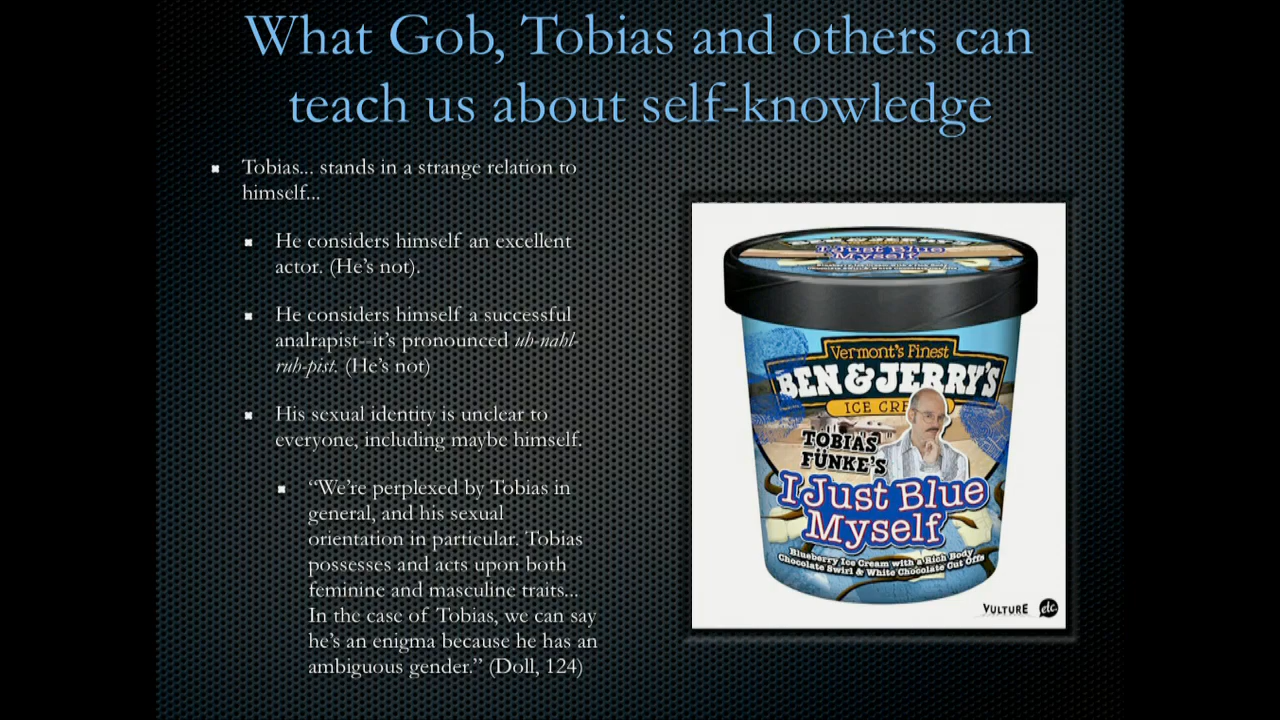 What Gob, Tobias and others can
teach us about self-knowledge
Tobias... stands in a strange relation to
himself...
He considers himself an excellent
actor. (He's not).
He considers himself a successful
analrapist--it's pronounced uh-nahl-
ruh-pist. (He's not)
His sexual identity is unclear to
everyone, including maybe himself.
“We're perplexed by Tobias in
general, and his sexual
orientation in particular. Tobias
possesses and acts upon both
feminine and masculine traits...
In the case of Tobias, we can say
he's an enigma because he has an
ambiguous gender.” (Doll, 124)
I Just Blue
Myself
Vermont's Finest
BEN & JERRY'S
ICE CRE
TOBIAS
FÜNKE'S
I Just Blue
Myself
Blueberry Ice Cream with a Rich Body
Chocolate Swirl & White Chocolate Cut Offs
VULTURE etc.